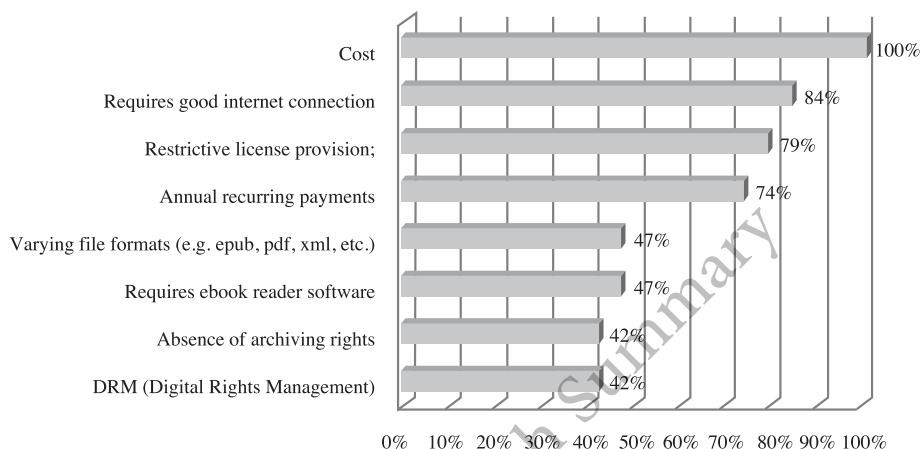 Cost 100%
Requires good internet connection 84%
Restrictive license provision; 79%
Annual recurring payments 74%
Varying file formats (e.g. epub, pdf, xml, etc.) 47%
Requires ebook reader software 47%
Absence of archiving rights 42%
DRM (Digital Rights Management) 42%
0% 10% 20% 30% 40% 50% 60% 70% 80% 90% 100%
h Summary